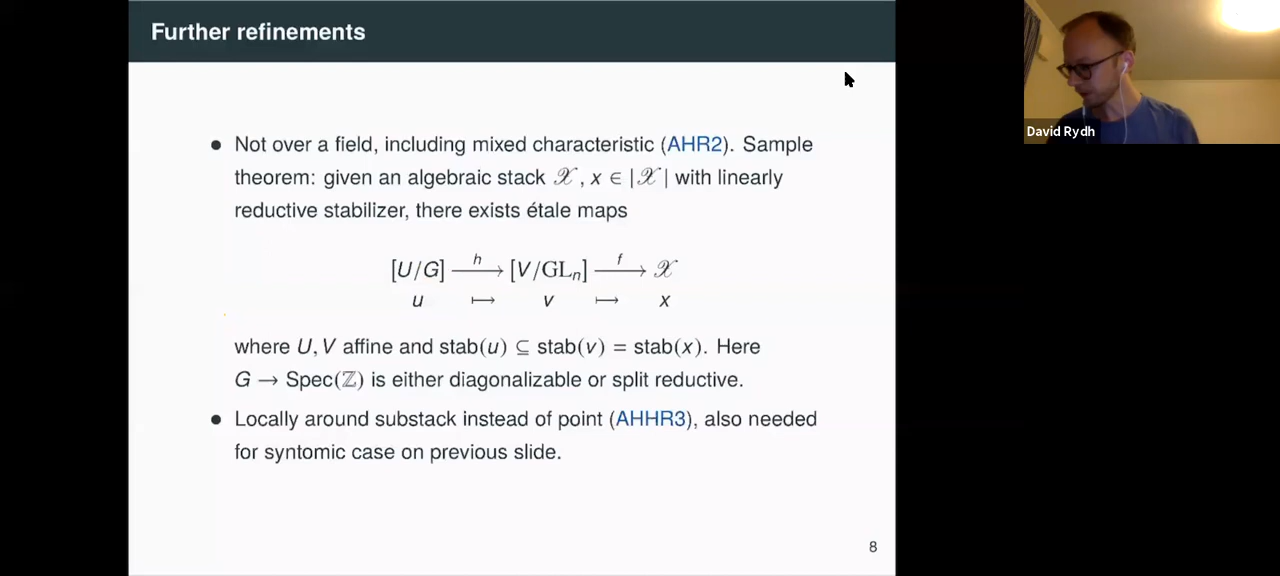 Further refinements
• Not over a field, including mixed characteristic (AHR2). Sample
theorem: given an algebraic stack 𝒳, x ∈ |𝒳| with linearly
reductive stabilizer, there exists étale maps
[U/G] —h→ [V/GLₙ] —f→ 𝒳
u ↦ v ↦ x
where U, V affine and stab(u) ⊆ stab(v) = stab(x). Here
G → Spec(ℤ) is either diagonalizable or split reductive.
• Locally around substack instead of point (AHHR3), also needed
for syntomic case on previous slide.
8
David Rydh